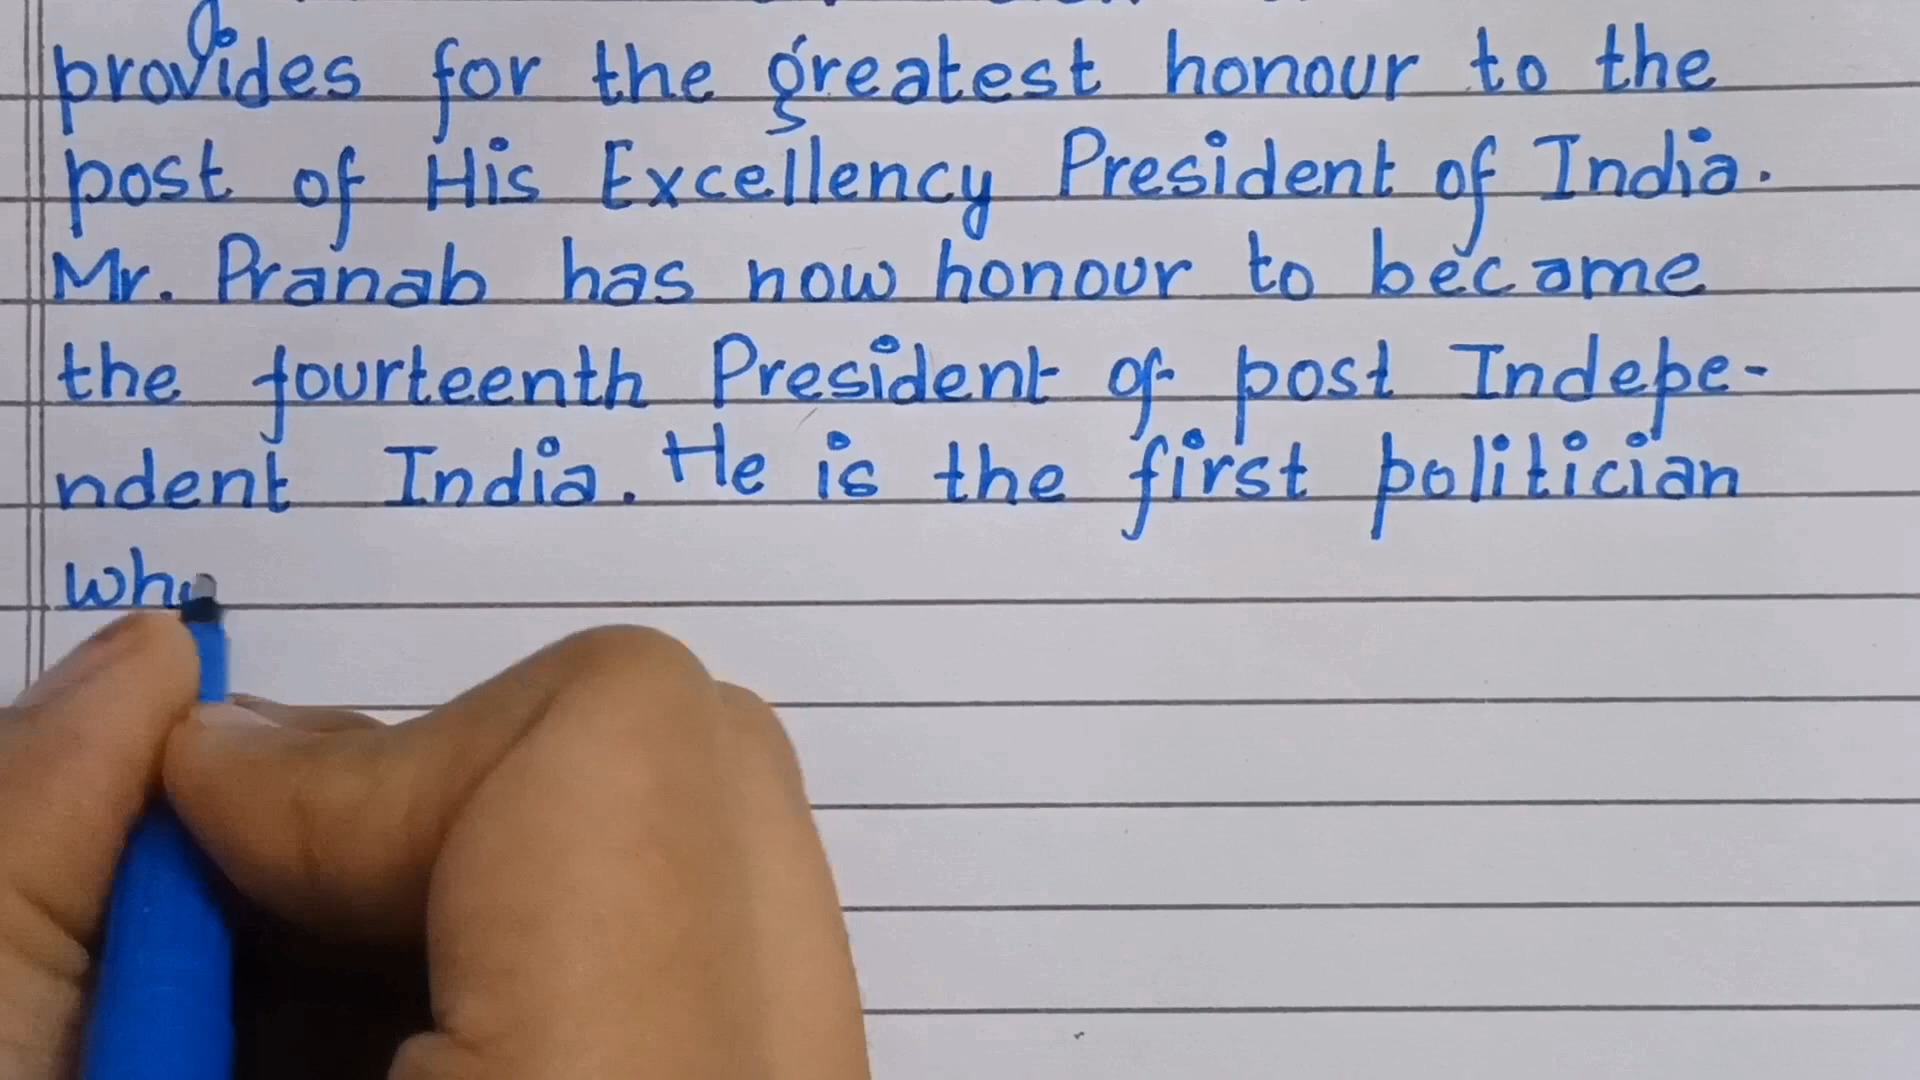 provides for the greatest honour to the
post of His Excellency President of India.
Mr. Pranab has now honour to become
the fourteenth President of post Indepe-
ndent India. He is the first politician